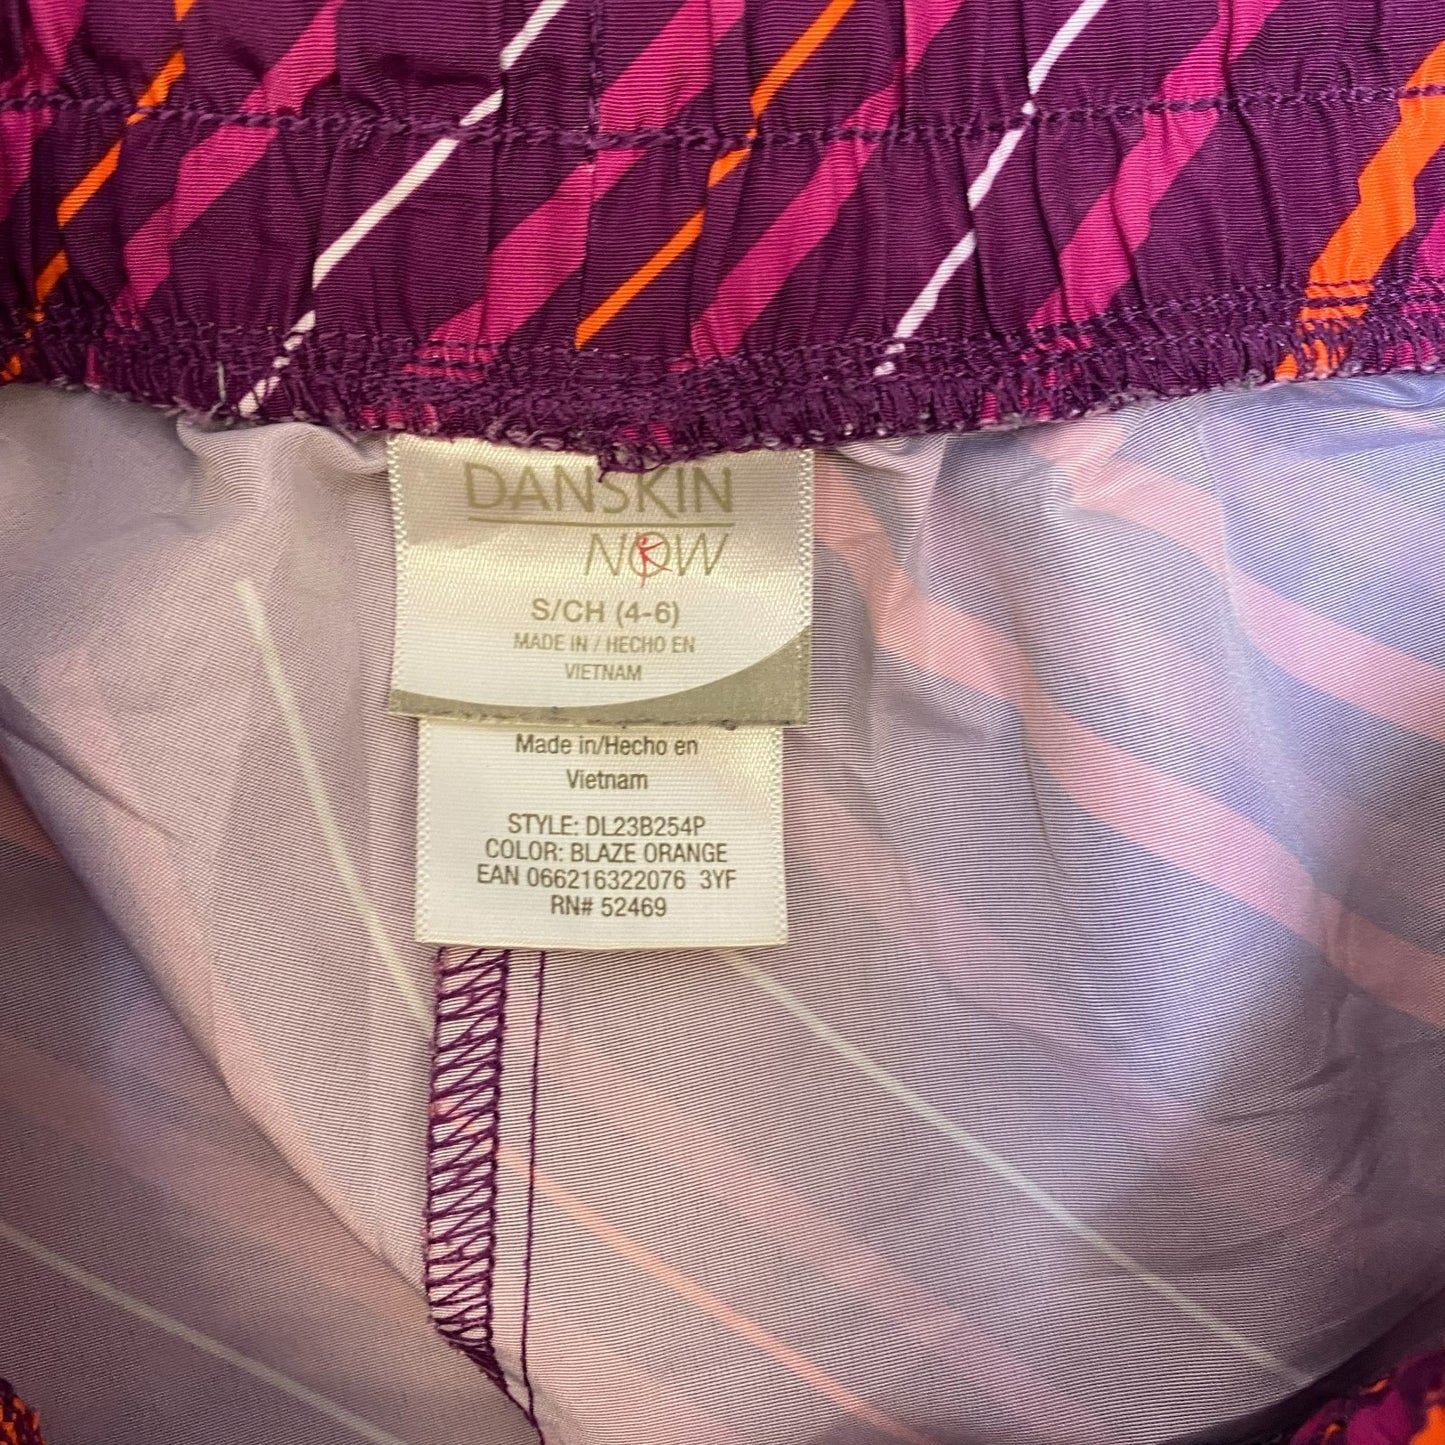 DANSKIN
NOW
S/CH (4-6)
MADE IN / HECHO EN
VIETNAM
Made in/Hecho en
Vietnam
STYLE: DL23B254P
COLOR: BLAZE ORANGE
EAN 066216322076 3YF
RN# 52469